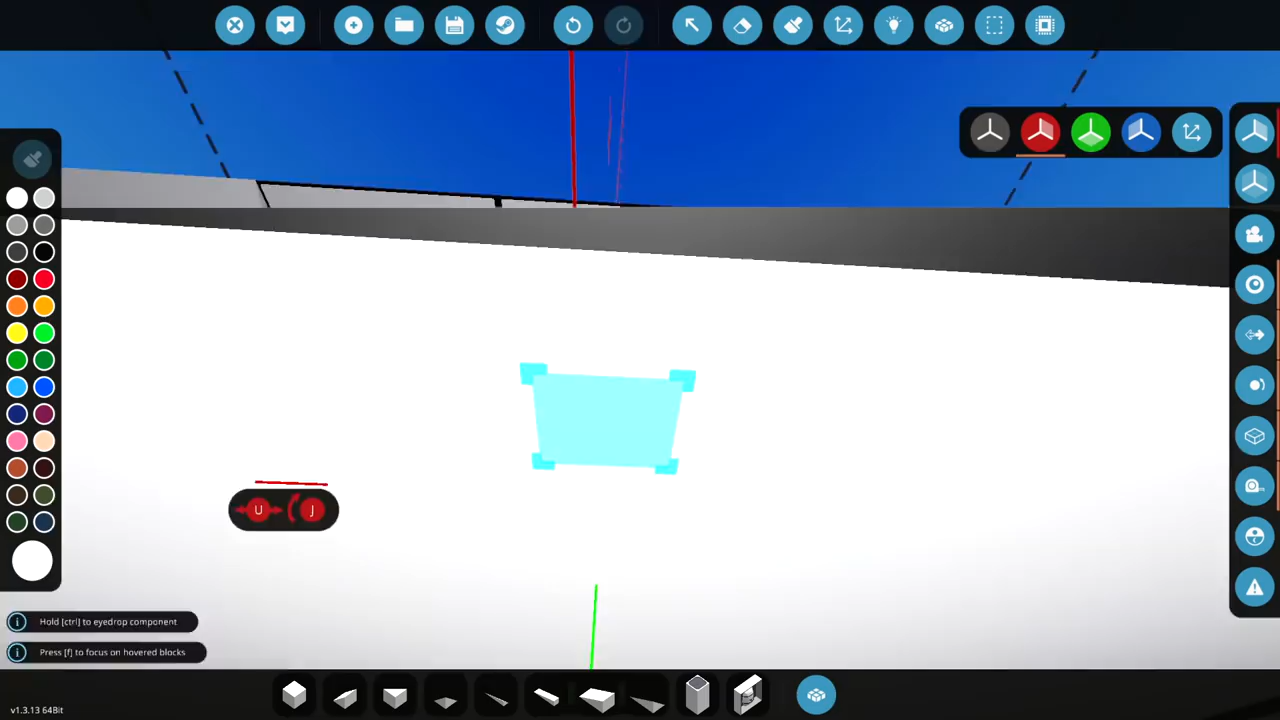 U J
Hold [ctrl] to eyedrop component
Press [f] to focus on hovered blocks
v1.3.13 64Bit